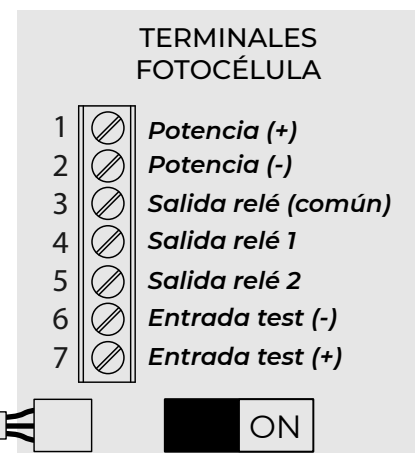 TERMINALES
FOTOCÉLULA
1 Potencia (+)
2 Potencia (-)
3 Salida relé (común)
4 Salida relé 1
5 Salida relé 2
6 Entrada test (-)
7 Entrada test (+)
ON